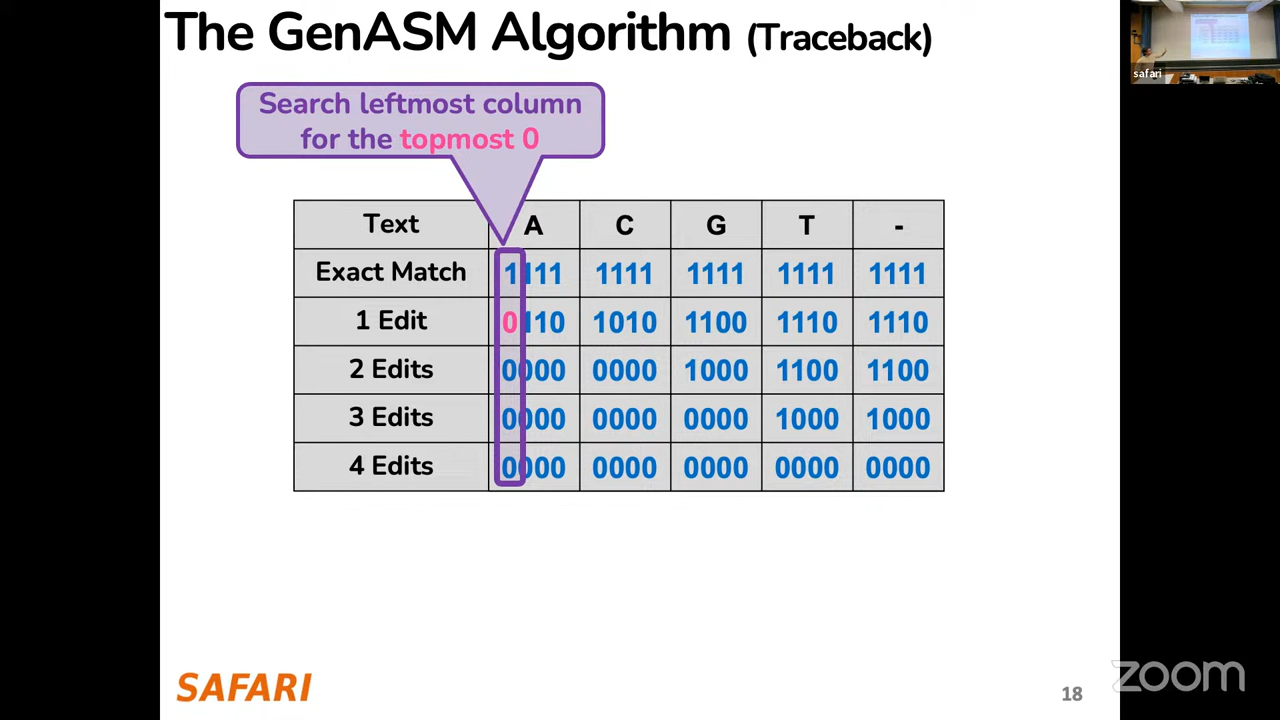 The GenASM Algorithm (Traceback)
safari
Search leftmost column
for the topmost 0
Text A C G T -
Exact Match 1111 1111 1111 1111 1111
1 Edit 0110 1010 1100 1110 1110
2 Edits 0000 0000 1000 1100 1100
3 Edits 0000 0000 0000 1000 1000
4 Edits 0000 0000 0000 0000 0000
SAFARI
18
zoom